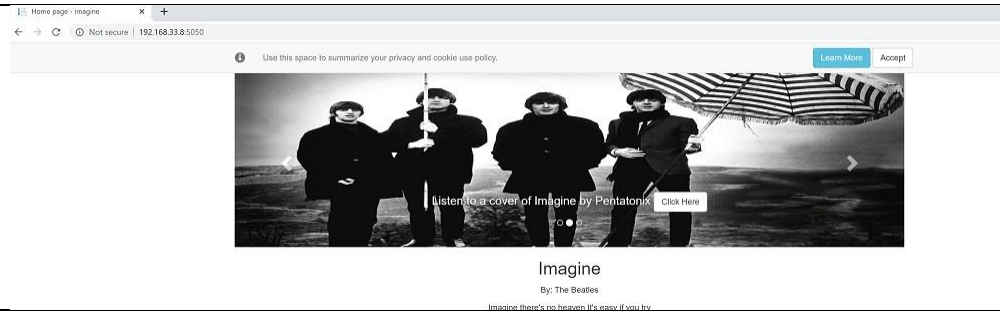 Home page - imagine
Not secure 192.168.33.8:5050
Use this space to summarize your privacy and cookie use policy. Learn More Accept
Listen to a cover of Imagine by Pentatonix Click Here
Imagine
By: The Beatles
Imagine there's no heaven It's easy if you try